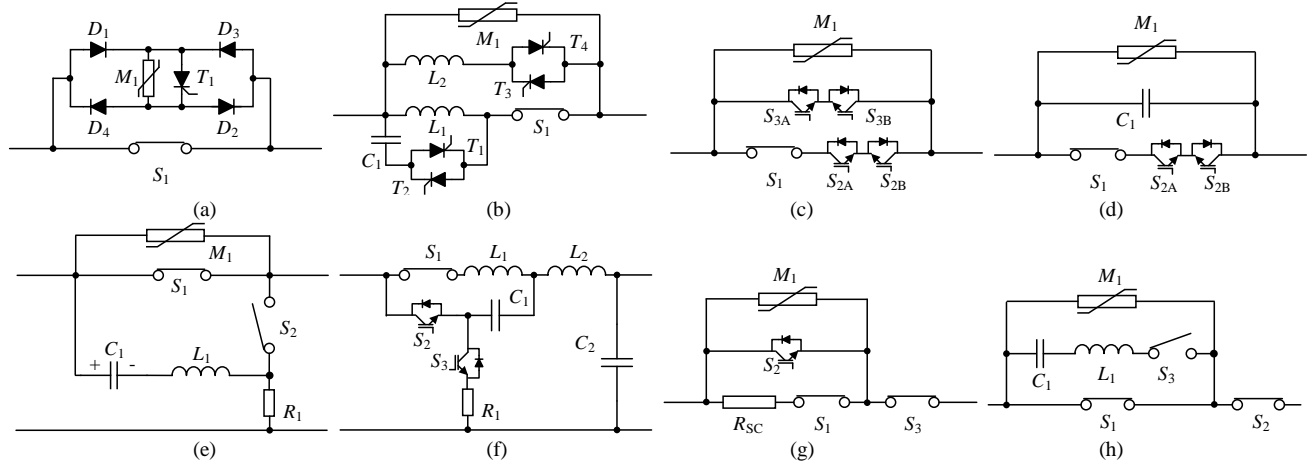 D1
D3
M1
T1
D4
D2
S1
(a)
M1
T4
L2
T3
L1
S1
C1
T1
T2
(b)
M1
S3A
S3B
S1
S2A
S2B
(c)
M1
C1
S1
S2A
S2B
(d)
M1
S1
S2
+ C1 -
L1
R1
(e)
S1
L1
L2
C1
S2
C2
S3
R1
(f)
M1
S2
RSC
S1
S3
(g)
M1
C1
L1
S3
S1
S2
(h)